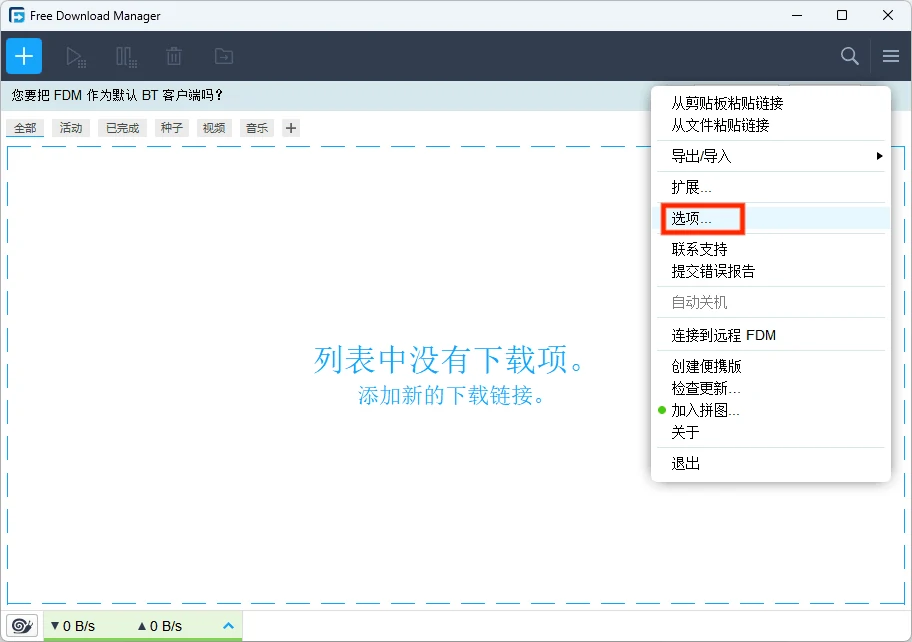 Free Download Manager
您要把 FDM 作为默认 BT 客户端吗?
全部 活动 已完成 种子 视频 音乐 +
从剪贴板粘贴链接
从文件粘贴链接
导出/导入
扩展...
选项...
联系支持
提交错误报告
自动关机
连接到远程 FDM
创建便携版
检查更新...
加入拼图...
关于
退出
列表中没有下载项。
添加新的下载链接。
▼0 B/s ▲0 B/s